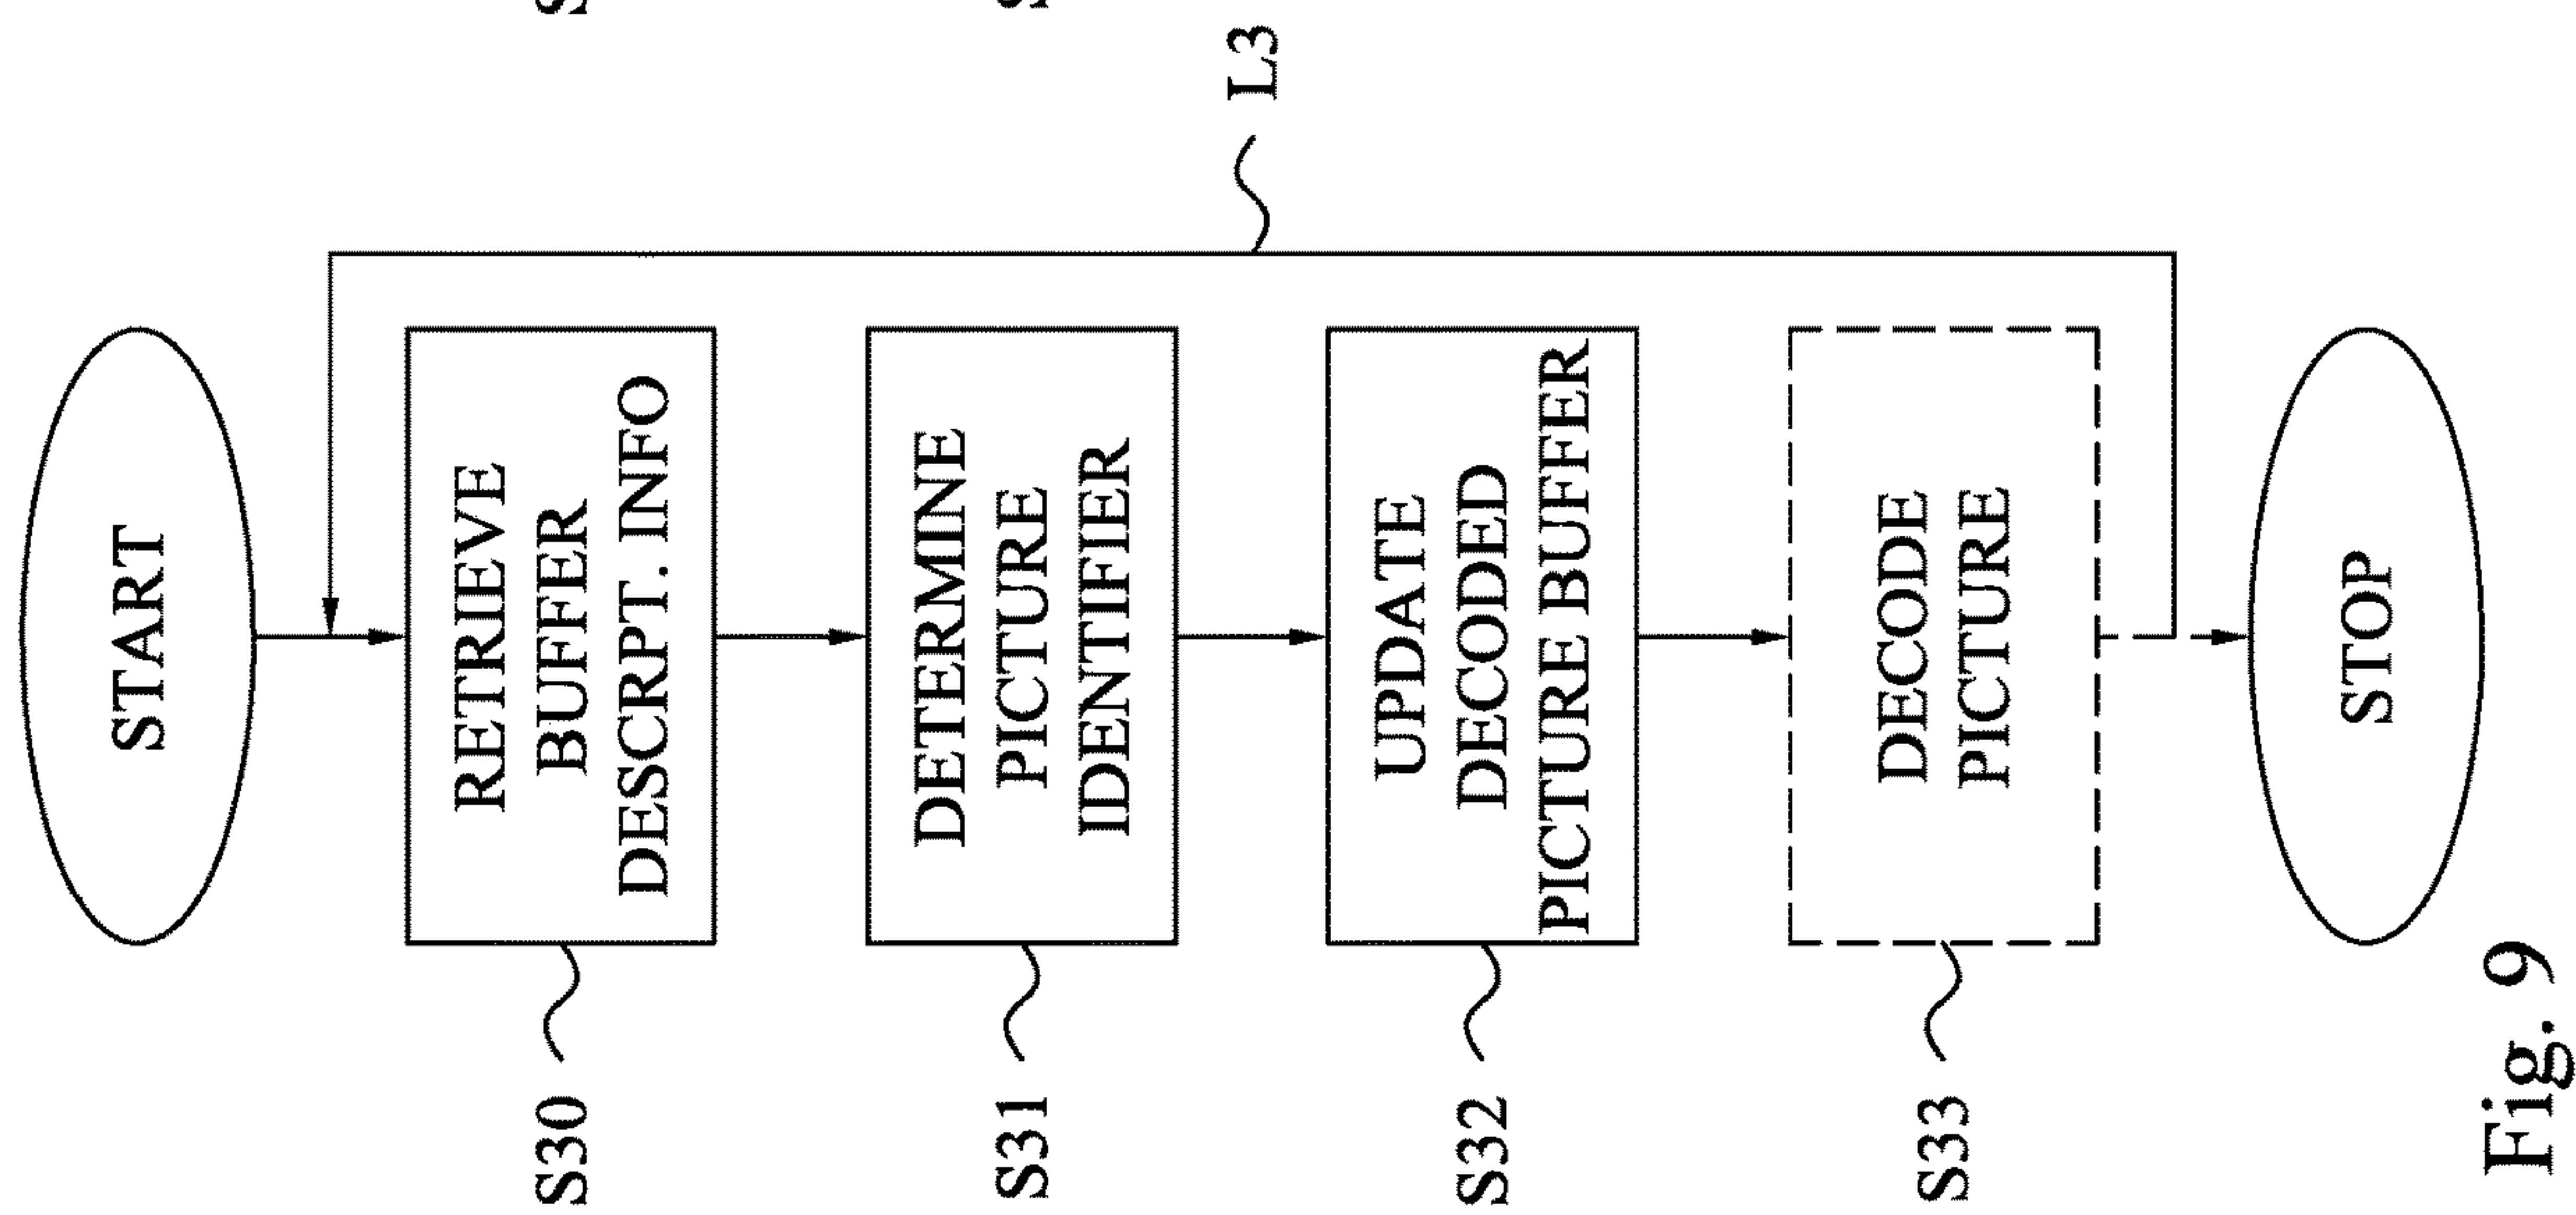 START
L3
S30
RETRIEVE
BUFFER
DESCRPT. INFO
S31
DETERMINE
PICTURE
IDENTIFIER
S32
UPDATE
DECODED
PICTURE BUFFER
S33
DECODE
PICTURE
STOP
Fig. 9